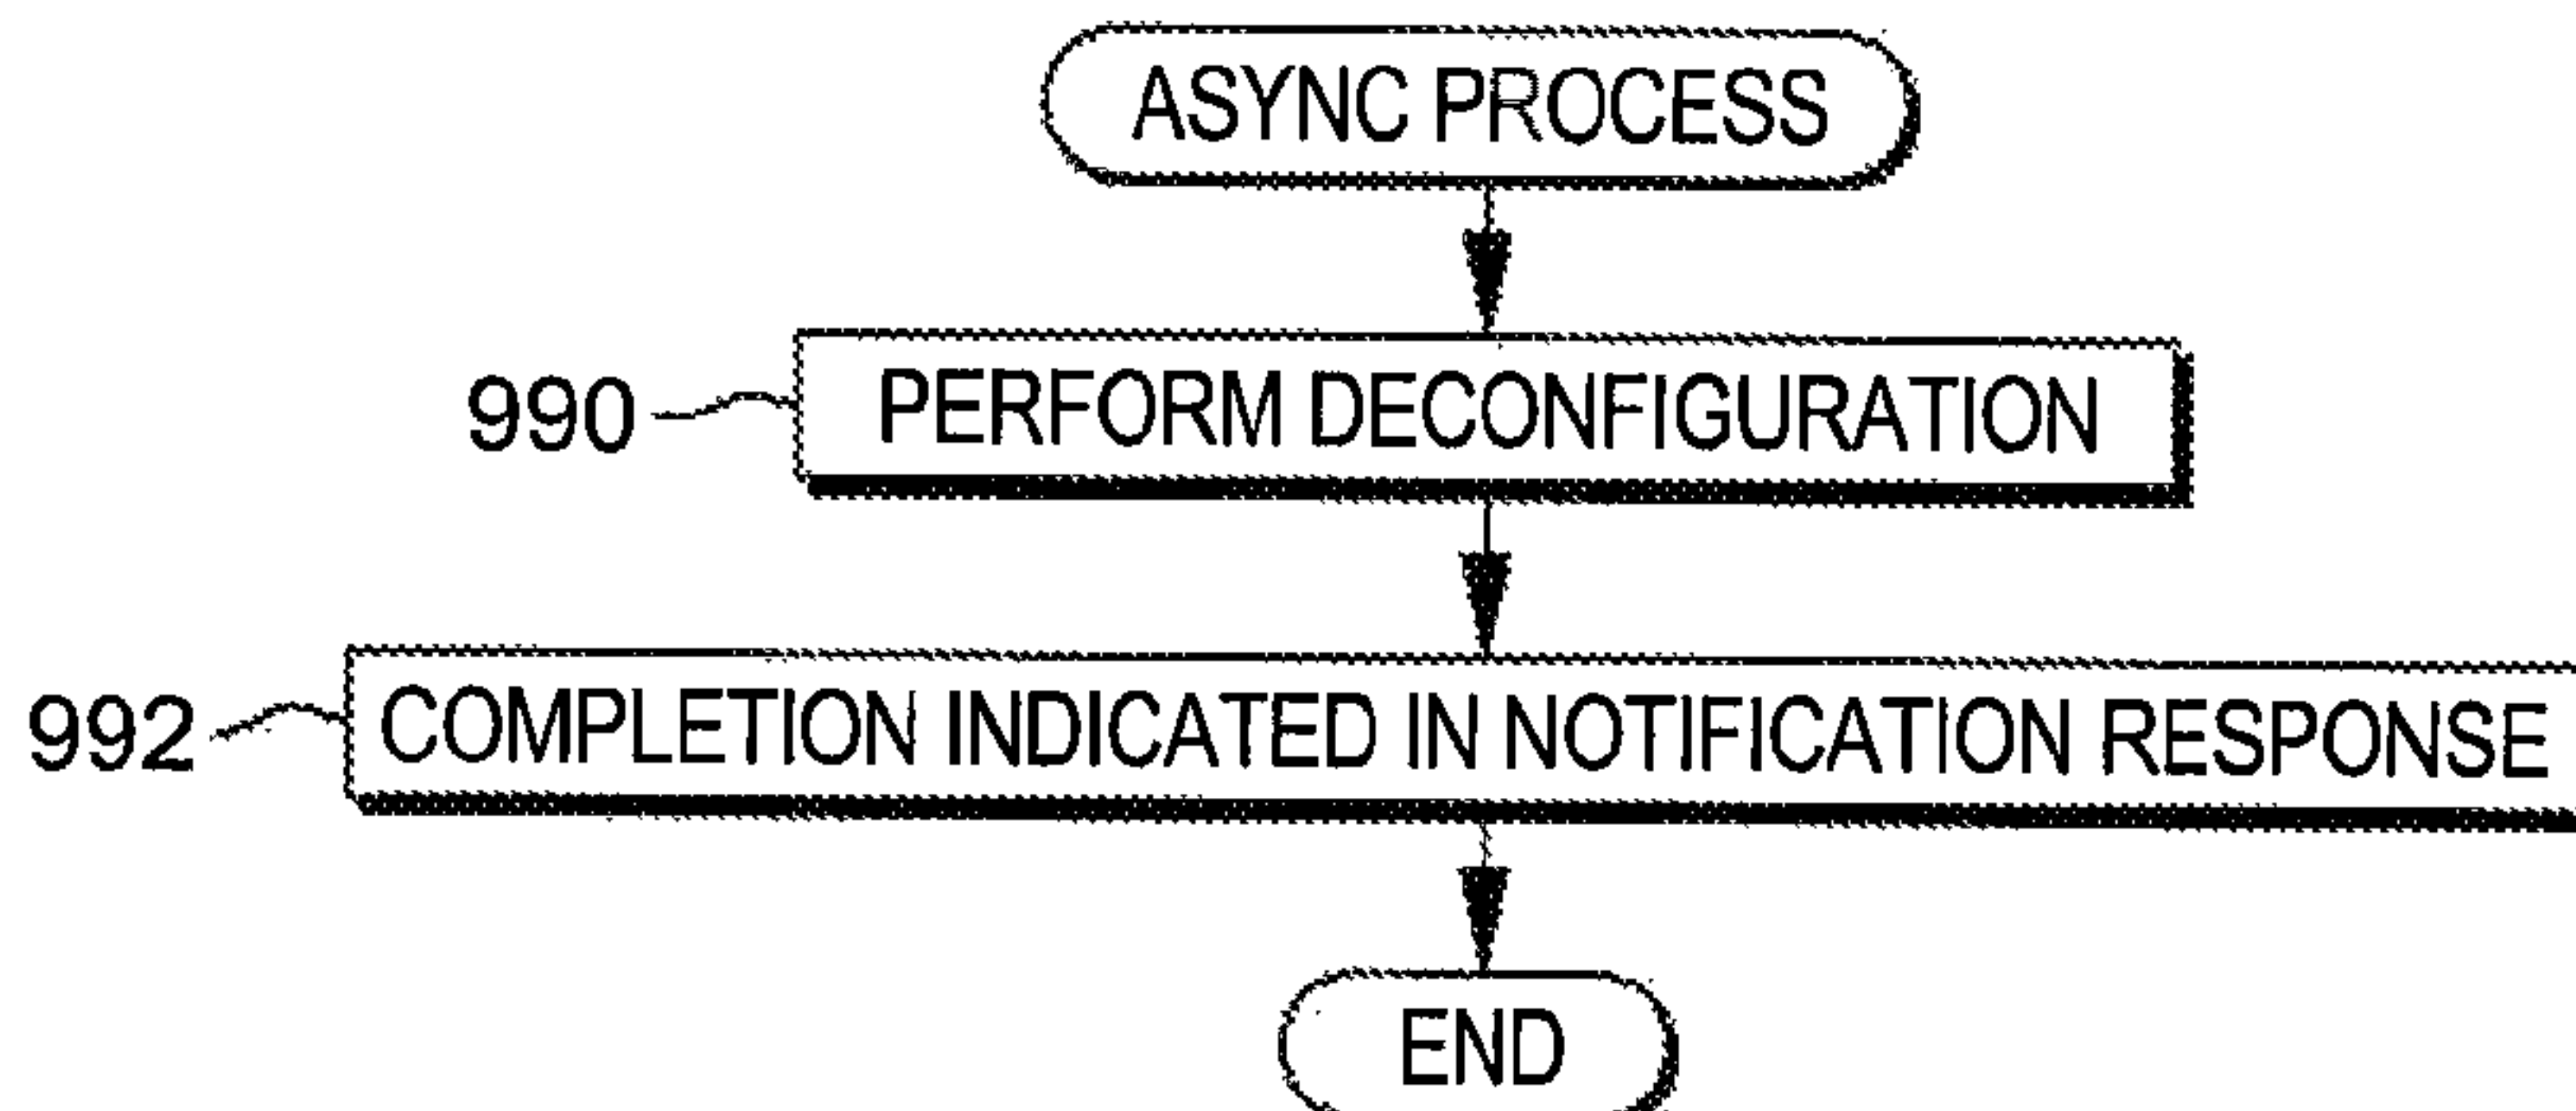 ASYNC PROCESS
990 PERFORM DECONFIGURATION
992 COMPLETION INDICATED IN NOTIFICATION RESPONSE
END